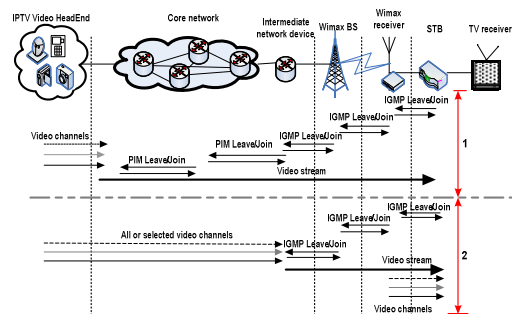 IPTV Video HeadEnd
Core network
Intermediate
network device
Wimax BS
Wimax
receiver
STB
TV receiver
IGMP Leave/Join
IGMP Leave/Join
Video channels
IGMP Leave/Join
PIM Leave/Join
PIM Leave/Join
Video stream
1
IGMP Leave/Join
IGMP Leave/Join
All or selected video channels
IGMP Leave/Join
2
Video stream
Video channels